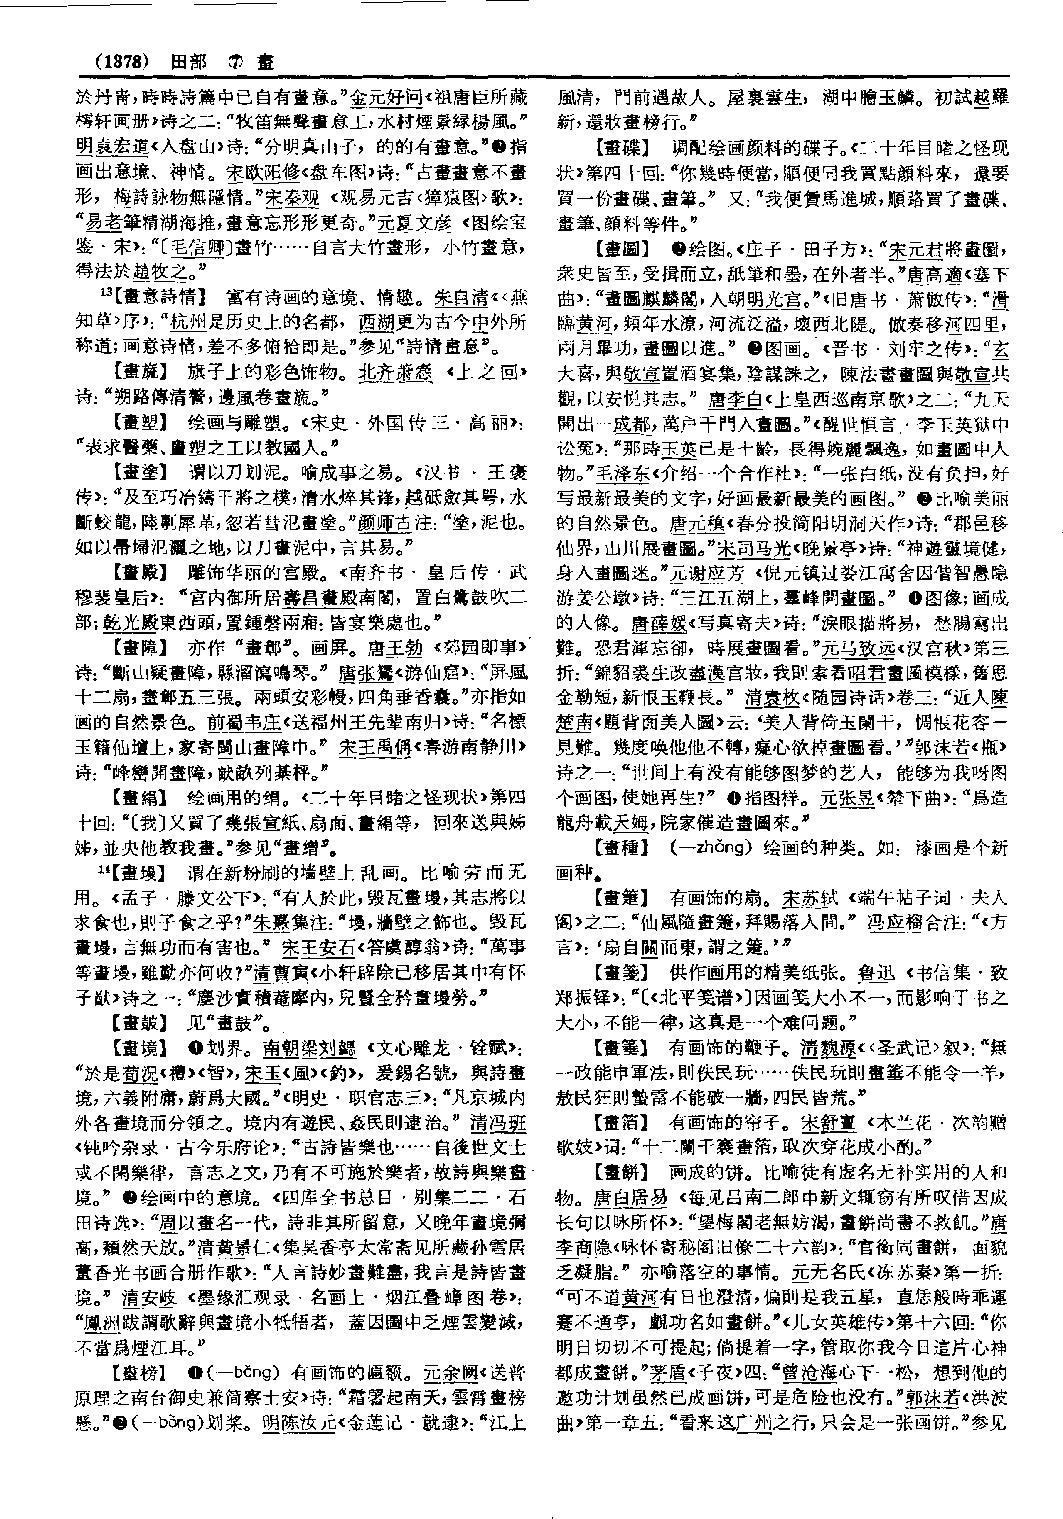 (1378) 田部 ⑦ 畫
於丹青,時時詩篇中已自有畫意。”金元好问《祖唐臣所藏
樗轩画册》诗之二:“牧笛無聲畫意工,水村煙景緑楊風。”
明袁宏道《入盘山》诗:“分明真山子,的的有畫意。”❷指
画出意境、神情。宋欧阳修《盘车图》诗:“古畫畫意不畫
形,梅詩詠物無隱情。”宋秦观《观易元吉〈獐猿图〉歌》:
“易老筆精湖海推,畫意忘形形更奇。”元夏文彦《图绘宝
鉴·宋》:“〔毛信卿〕畫竹……自言大竹畫形,小竹畫意,
得法於趙牧之。”
13【畫意詩情】 富有诗画的意境、情趣。朱自清《〈燕
知草〉序》:“杭州是历史上的名都,西湖更为古今中外所
称道;画意诗情,差不多俯拾即是。”参见“詩情畫意”。
【畫旒】 旗子上的彩色饰物。北齐萧悫《上之回》
诗:“朔路傳清警,邊風卷畫旒。”
【畫塑】 绘画与雕塑。《宋史·外国传三·高丽》:
“表求醫藥、畫塑之工以教國人。”
【畫塗】 谓以刀划泥。喻成事之易。《汉书·王褒
传》:“及至巧冶鑄干將之樸,清水焠其鋒,越砥斂其咢,水
斷蛟龍,陸剸犀革,忽若彗氾畫塗。”颜师古注:“塗,泥也。
如以帚埽氾灑之地,以刀畫泥中,言其易。”
【畫殿】 雕饰华丽的宫殿。《南齐书·皇后传·武
穆裴皇后》:“宫内御所居壽昌畫殿南閣,置白鷺鼓吹二
部;乾光殿東西頭,置鍾磬兩厢:皆宴樂處也。”
【畫障】 亦作“畫鄣”。画屏。唐王勃《郊园即事》
诗:“斷山疑畫障,縣溜瀉鳴琴。”唐张鷟《游仙窟》:“屏風
十二扇,畫鄣五三張。兩頭安彩幔,四角垂香囊。”亦指如
画的自然景色。前蜀韦庄《送福州王先辈南归》诗:“名標
玉籍仙壇上,家寄閩山畫障中。”宋王禹偁《春游南静川》
诗:“峰巒開畫障,畎畝列棊枰。”
【畫絹】 绘画用的绢。《二十年目睹之怪现状》第四
十回:“〔我〕又買了幾張宣紙、扇面、畫絹等,回來送與姊
姊,並央他教我畫。”参见“畫繒”。
14【畫墁】 谓在新粉刷的墙壁上乱画。比喻劳而无
用。《孟子·滕文公下》:“有人於此,毁瓦畫墁,其志將以
求食也,則子食之乎?”朱熹集注:“墁,牆壁之飾也。毁瓦
畫墁,言無功而有害也。”宋王安石《答虞醇翁》诗:“萬事
等畫墁,雖勤亦何收?”清曹寅《小轩辟除已移居其中有怀
子猷》诗之一:“塵沙實積菴摩内,兒豎全矜畫墁勞。”
【畫皷】 见“畫鼓”。
【畫境】 ❶划界。南朝梁刘勰《文心雕龙·诠赋》:
“於是荀况《禮》《智》,宋玉《風》《釣》,爰錫名號,與詩畫
境,六義附庸,蔚爲大國。”《明史·职官志三》:“凡京城内
外各畫境而分領之。境内有遊民、姦民則逮治。”清冯班
《钝吟杂录·古今乐府论》:“古詩皆樂也……自後世文士
或不閑樂律,言志之文,乃有不可施於樂者,故詩與樂畫
境。”❷绘画中的意境。《四库全书总目·别集二二·石
田诗选》:“周以畫名一代,詩非其所留意,又晚年畫境彌
高,頹然天放。”清黄景仁《集吴香亭太常斋见所藏孙雪居
董香光书画合册作歌》:“人言詩妙畫難盡,我言是詩皆畫
境。”清安岐《墨缘汇观录·名画上·烟江叠嶂图卷》:
“鳳洲跋謂歌辭與畫境小牴牾者,蓋因圖中乏煙雲變滅,
不當爲煙江耳。”
【畫榜】 ❶(—bǎng)有画饰的匾额。元余阙《送普
原理之南台御史兼简察士安》诗:“霜署起南天,雲霄畫榜
懸。”❷(—bàng)划桨。明陈汝元《金莲记·就逮》:“江上
風清,門前遇故人。屋裏雲生,湖中膾玉鱗。初試越羅
新,還妝畫榜行。”
【畫碟】 调配绘画颜料的碟子。《二十年目睹之怪现
状》第四十回:“你幾時便當,順便同我買點顔料來,還要
買一份畫碟、畫筆。”又:“我便賃馬進城,順路買了畫碟、
畫筆、顔料等件。”
【畫圖】 ❶绘图。《庄子·田子方》:“宋元君將畫圖,
衆史皆至,受揖而立,舐筆和墨,在外者半。”唐高適《塞下
曲》:“畫圖麒麟閣,入朝明光宫。”《旧唐书·萧倣传》:“滑
臨黄河,頻年水潦,河流泛溢,壞西北隄。倣奏移河四里,
兩月畢功,畫圖以進。”❷图画。《晋书·刘牢之传》:“玄
大喜,與敬宣置酒宴集,陰謀誅之,陳法書畫圖與敬宣共
觀,以安悦其志。”唐李白《上皇西巡南京歌》之二:“九天
開出一成都,萬户千門入畫圖。”《醒世恒言·李玉英狱中
讼冤》:“那時玉英已是十齡,長得婉麗飄逸,如畫圖中人
物。”毛泽东《介绍一个合作社》:“一张白纸,没有负担,好
写最新最美的文字,好画最新最美的画图。”❸比喻美丽
的自然景色。唐元稹《春分投简阳明洞天作》诗:“郡邑移
仙界,山川展畫圖。”宋司马光《晚景亭》诗:“神遊靈境健,
身入畫圖迷。”元谢应芳《倪元镇过娄江寓舍因偕智愚隐
游姜公墩》诗:“三江五湖上,羣峰開畫圖。”❹图像;画成
的人像。唐薛媛《写真寄夫》诗:“淚眼描將易,愁腸寫出
難。恐君渾忘卻,時展畫圖看。”元马致远《汉宫秋》第三
折:“錦貂裘生改盡漢宫妝,我則索看昭君畫圖模樣,舊恩
金勒短,新恨玉鞭長。”清袁枚《随园诗话》卷三:“近人陳
楚南《題背面美人圖》云:‘美人背倚玉闌干,惆悵花容一
見難。幾度唤他他不轉,癡心欲掉畫圖看。’”郭沫若《瓶》
诗之一:“世间上有没有能够图梦的艺人,能够为我呀图
个画图,使她再生?”❺指图样。元张昱《辇下曲》:“爲造
龍舟載天姆,院家催造畫圖來。”
【畫種】 (—zhǒng)绘画的种类。如:漆画是个新
画种。
【畫箑】 有画饰的扇。宋苏轼《端午帖子词·夫人
阁》之二:“仙風隨畫箑,拜賜落人間。”冯应榴合注:“《方
言》:‘扇自關而東,謂之箑。’”
【畫箋】 供作画用的精美纸张。鲁迅《书信集·致
郑振铎》:“〔《北平笺谱》〕因画笺大小不一,而影响于书之
大小,不能一律,这真是一个难问题。”
【畫箠】 有画饰的鞭子。清魏源《〈圣武记〉叙》:“無
一政能申軍法,則佚民玩……佚民玩則畫箠不能令一羊,
敖民狂則蟄雷不能破一牆,四民皆荒。”
【畫箔】 有画饰的帘子。宋舒亶《木兰花·次韵赠
歌妓》词:“十二闌干褰畫箔,取次穿花成小酌。”
【畫餅】 画成的饼。比喻徒有虚名无补实用的人和
物。唐白居易《每见吕南二郎中新文辄窃有所叹惜因成
长句以咏所怀》:“望梅閣老無妨渴,畫餅尚書不救飢。”唐
李商隐《咏怀寄秘阁旧僚二十六韵》:“官銜同畫餅,面貌
乏凝脂。”亦喻落空的事情。元无名氏《冻苏秦》第一折:
“可不道黄河有日也澄清,偏則是我五星,直恁般時乖運
蹇不通亨,覷功名如畫餅。”《儿女英雄传》第十六回:“你
明日切切不可提起;倘提着一字,管取你我今日這片心神
都成畫餅。”茅盾《子夜》四:“曾沧海心下一松,想到他的
邀功计划虽然已成画饼,可是危险也没有。”郭沫若《洪波
曲》第一章五:“看来这广州之行,只会是一张画饼。”参见